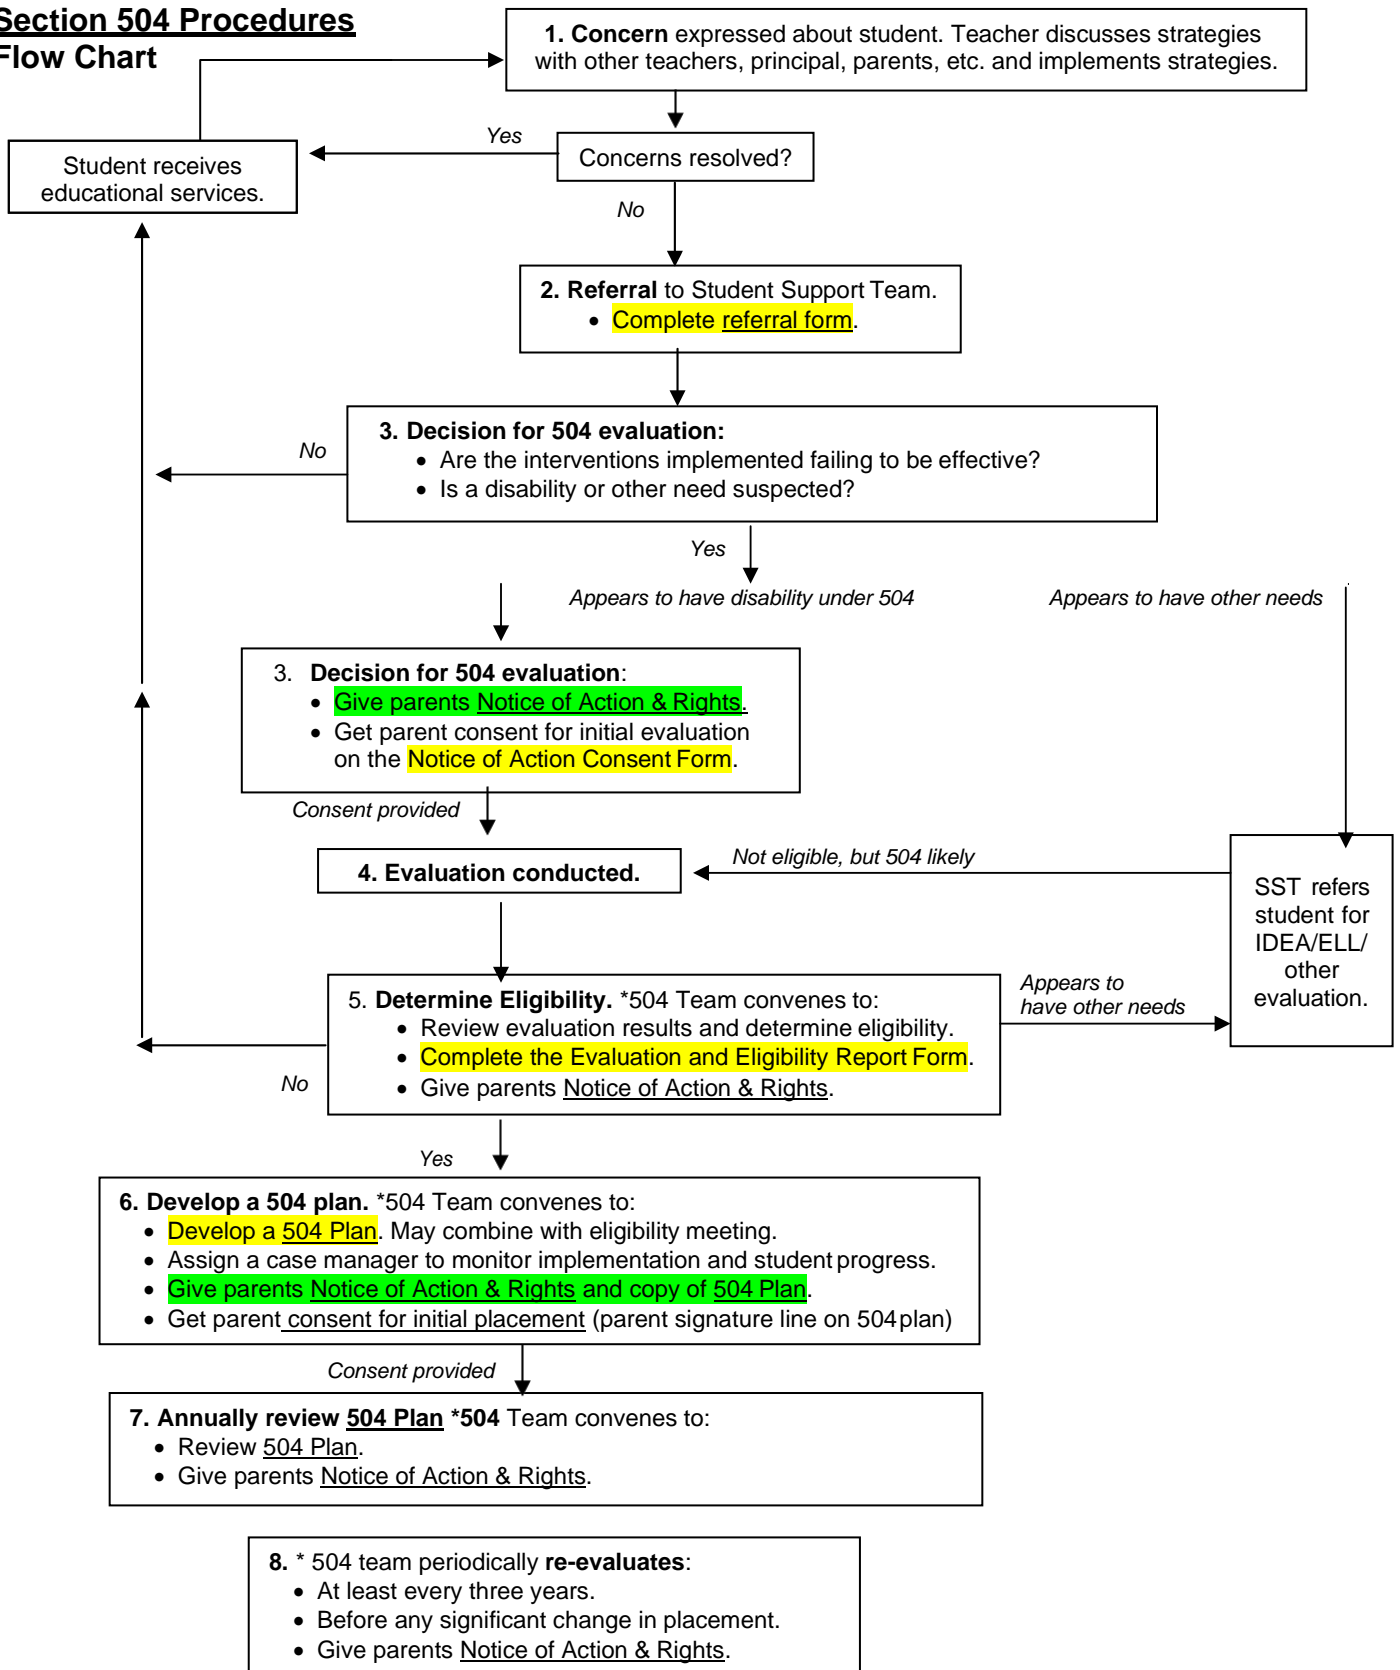 Section 504 Procedures
Flow Chart
1. Concern expressed about student. Teacher discusses strategies
with other teachers, principal, parents, etc. and implements strategies.
Yes
Concerns resolved?
Student receives
educational services.
No
2. Referral to Student Support Team.
• Complete referral form.
3. Decision for 504 evaluation:
• Are the interventions implemented failing to be effective?
• Is a disability or other need suspected?
No
Yes
Appears to have disability under 504
Appears to have other needs
3. Decision for 504 evaluation:
• Give parents Notice of Action & Rights.
• Get parent consent for initial evaluation
on the Notice of Action Consent Form.
Consent provided
4. Evaluation conducted.
Not eligible, but 504 likely
SST refers
student for
IDEA/ELL/
other
evaluation.
5. Determine Eligibility. *504 Team convenes to:
• Review evaluation results and determine eligibility.
• Complete the Evaluation and Eligibility Report Form.
• Give parents Notice of Action & Rights.
Appears to
have other needs
No
Yes
6. Develop a 504 plan. *504 Team convenes to:
• Develop a 504 Plan. May combine with eligibility meeting.
• Assign a case manager to monitor implementation and student progress.
• Give parents Notice of Action & Rights and copy of 504 Plan.
• Get parent consent for initial placement (parent signature line on 504 plan)
Consent provided
7. Annually review 504 Plan *504 Team convenes to:
• Review 504 Plan.
• Give parents Notice of Action & Rights.
8. * 504 team periodically re-evaluates:
• At least every three years.
• Before any significant change in placement.
• Give parents Notice of Action & Rights.